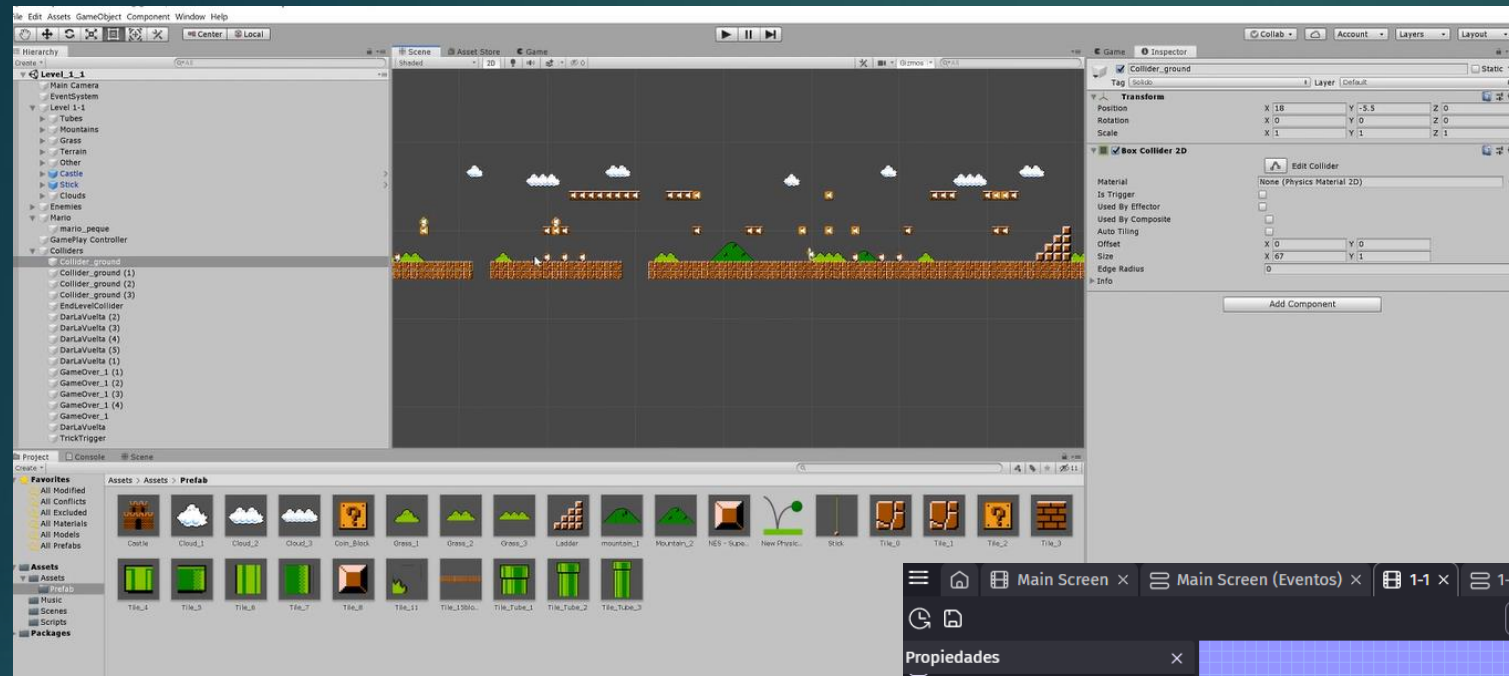 File Edit Assets GameObject Component Window Help
Center Local Collab Account Layers Layout
Hierarchy
Create
Level_1_1
Main Camera
EventSystem
Level 1-1
Tubes
Mountains
Grass
Terrain
Other
Castle
Stick
Clouds
Enemies
Mario
mario_peque
GamePlay Controller
Colliders
Collider_ground
Collider_ground (1)
Collider_ground (2)
Collider_ground (3)
EndLevelCollider
DarLaVuelta (2)
DarLaVuelta (3)
DarLaVuelta (4)
DarLaVuelta (5)
DarLaVuelta (1)
GameOver_1 (1)
GameOver_1 (2)
GameOver_1 (3)
GameOver_1 (4)
GameOver_1
DarLaVuelta
TrickTrigger
Scene Asset Store Game
Shaded 2D Gizmos
Game Inspector
Collider_ground Static
Tag Solido Layer Default
Transform
Position X 18 Y -5.5 Z 0
Rotation X 0 Y 0 Z 0
Scale X 1 Y 1 Z 1
Box Collider 2D
Edit Collider
Material None (Physics Material 2D)
Is Trigger
Used By Effector
Used By Composite
Auto Tiling
Offset X 0 Y 0
Size X 67 Y 1
Edge Radius 0
Info
Add Component
Project Console Scene
Create
Favorites
All Modified
All Conflicts
All Excluded
All Materials
All Models
All Prefabs
Assets
Assets
Prefab
Music
Scenes
Scripts
Packages
Assets > Assets > Prefab
11
Castle Cloud_1 Cloud_2 Cloud_3 Coin_Block Grass_1 Grass_2 Grass_3 Ladder mountain_1 Mountain_2 NES - Supe... New Physic... Stick Tile_0 Tile_1 Tile_2 Tile_3
Tile_4 Tile_5 Tile_6 Tile_7 Tile_8 Tile_11 Tile_15blo... Tile_Tube_1 Tile_Tube_2 Tile_Tube_3
Main Screen × Main Screen (Eventos) × 1-1 × 1-
Propiedades ×